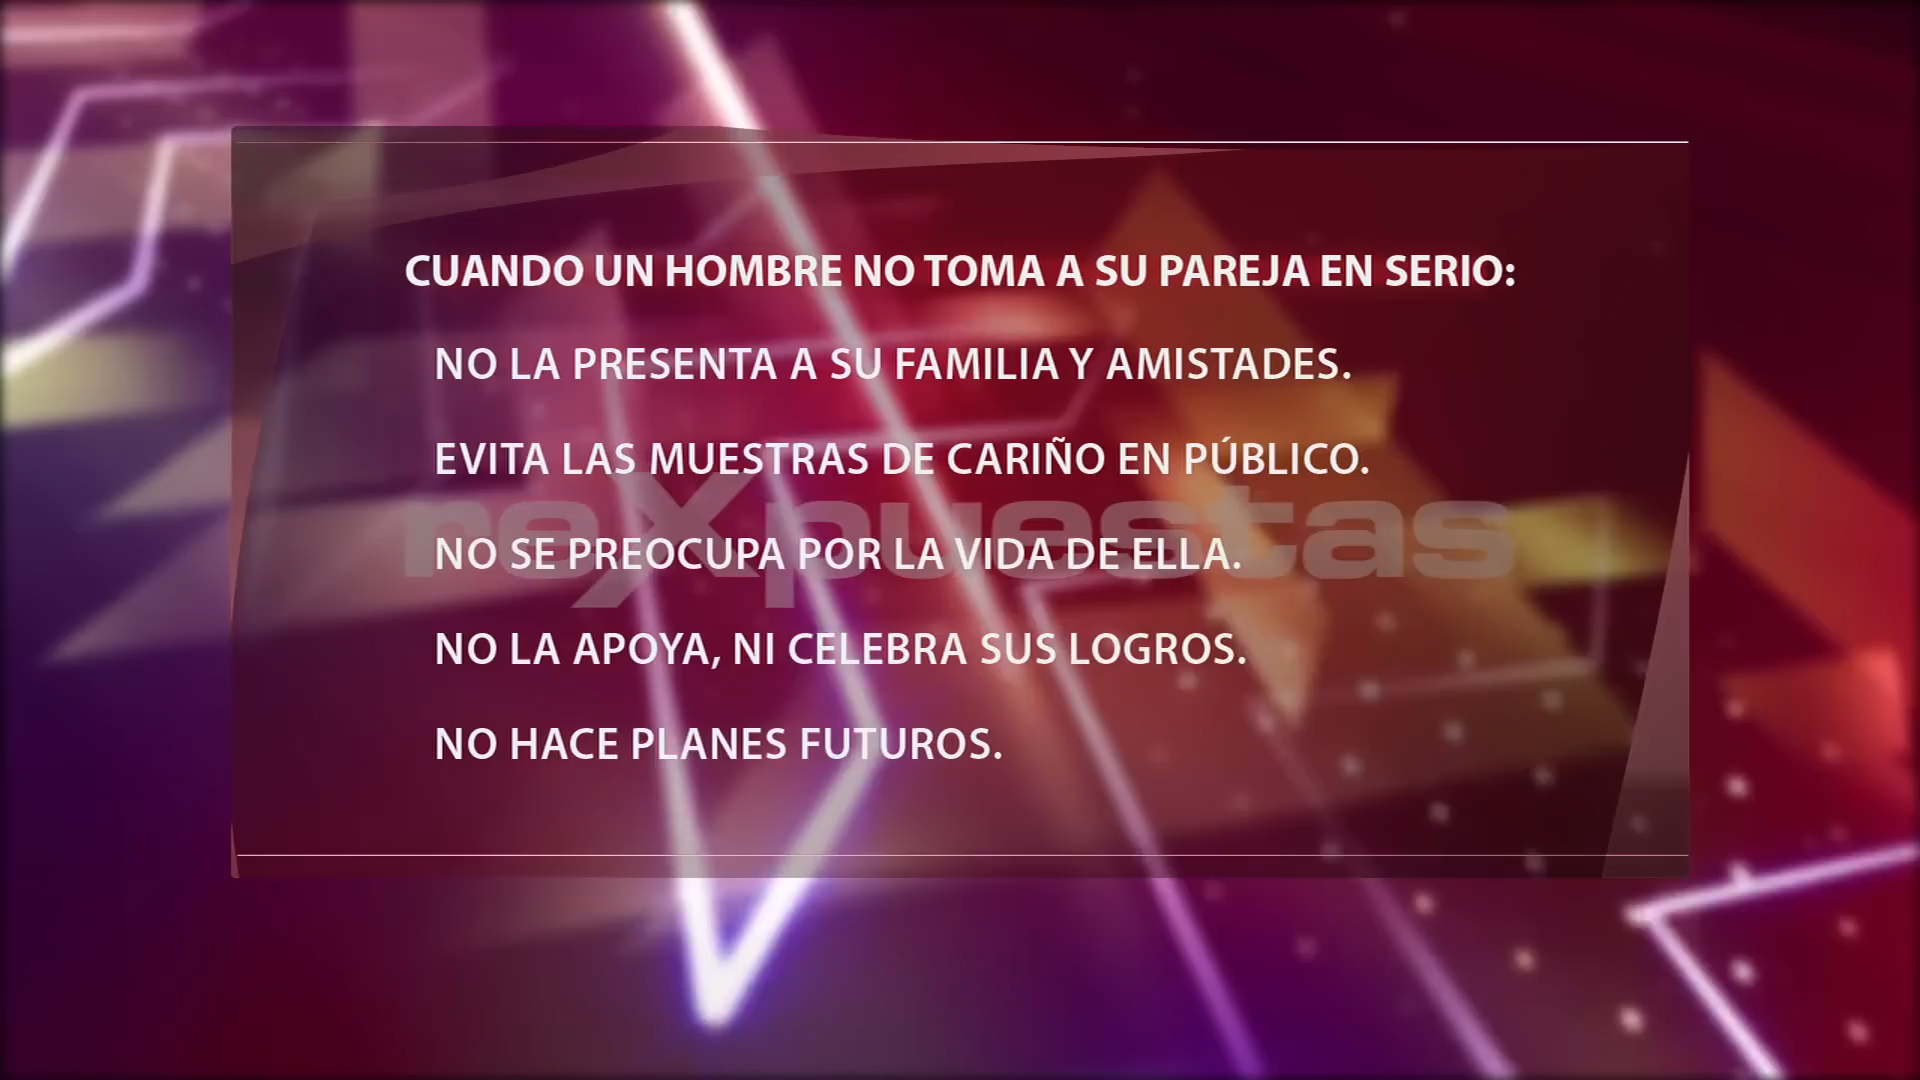 CUANDO UN HOMBRE NO TOMA A SU PAREJA EN SERIO:
NO LA PRESENTA A SU FAMILIA Y AMISTADES.
EVITA LAS MUESTRAS DE CARIÑO EN PÚBLICO.
reXpuestas
NO SE PREOCUPA POR LA VIDA DE ELLA.
NO LA APOYA, NI CELEBRA SUS LOGROS.
NO HACE PLANES FUTUROS.